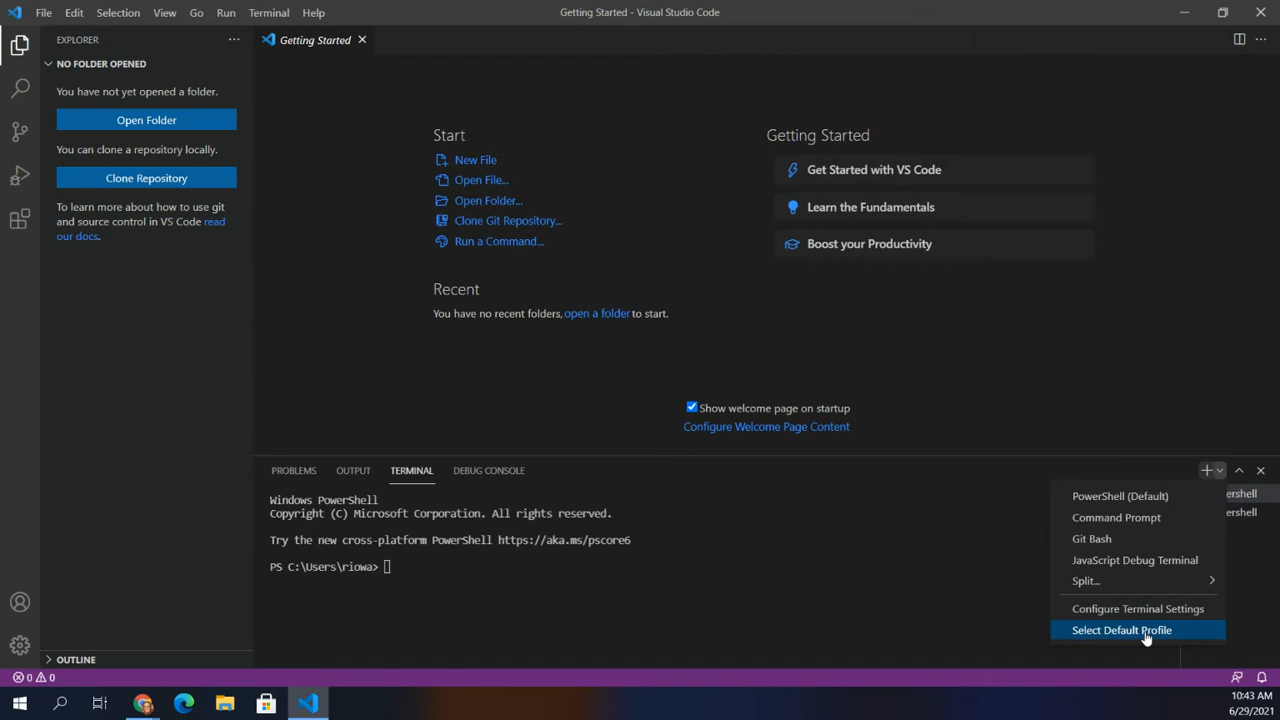 File Edit Selection View Go Run Terminal Help
Getting Started - Visual Studio Code
EXPLORER
NO FOLDER OPENED
You have not yet opened a folder.
Open Folder
You can clone a repository locally.
Clone Repository
To learn more about how to use git
and source control in VS Code read
our docs.
OUTLINE
Getting Started
Start
New File
Open File...
Open Folder...
Clone Git Repository...
Run a Command...
Recent
You have no recent folders, open a folder to start.
Getting Started
Get Started with VS Code
Learn the Fundamentals
Boost your Productivity
Show welcome page on startup
Configure Welcome Page Content
PROBLEMS OUTPUT TERMINAL DEBUG CONSOLE
Windows PowerShell
Copyright (C) Microsoft Corporation. All rights reserved.
Try the new cross-platform PowerShell https://aka.ms/pscore6
PS C:\Users\riowa>
PowerShell (Default)
Command Prompt
Git Bash
JavaScript Debug Terminal
Split...
Configure Terminal Settings
Select Default Profile
ershell
ershell
0 0
10:43 AM
6/29/2021